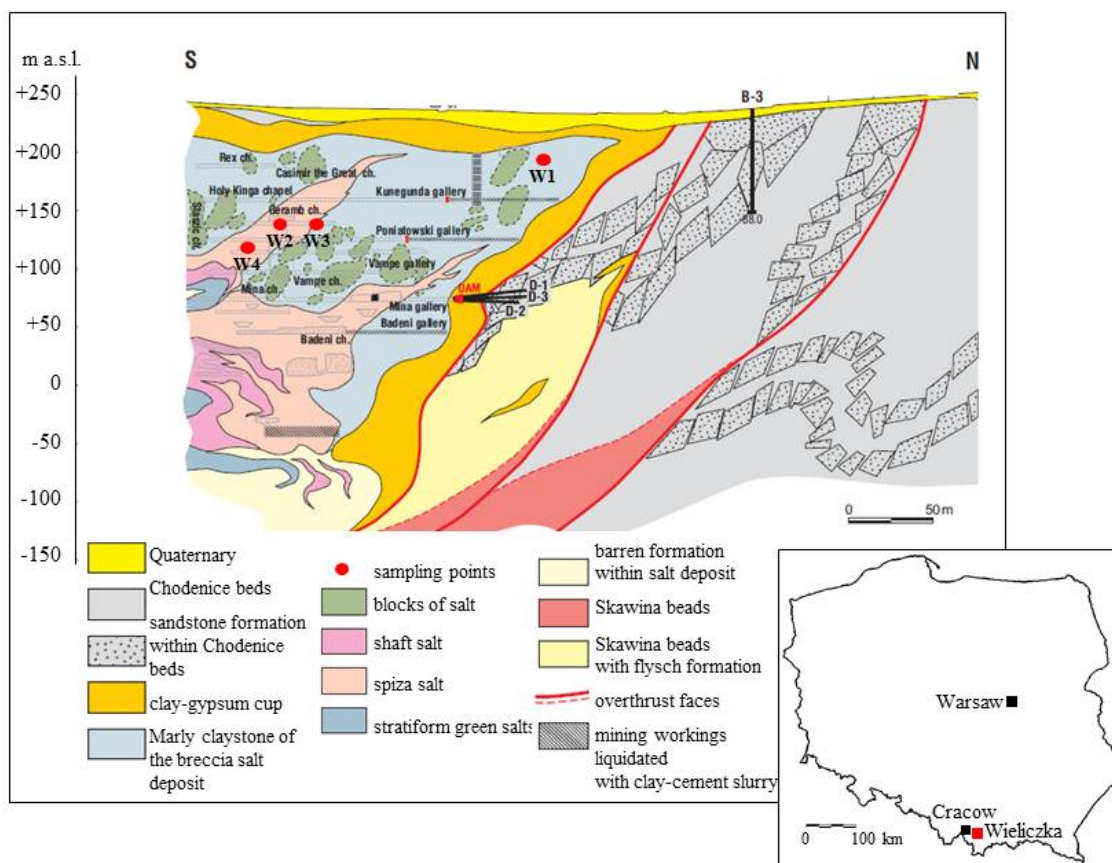 m a.s.l.
S
N
+250
+200
+150
+100
+50
0
-50
-100
-150
B-3
58.0
Rex ch.
Casimir the Great ch.
W1
Holy Kinga chapel
Kunegunda gallery
Geramb ch.
Staszic ch.
W2
W3
Poniatowski gallery
W4
Vampe gallery
Vampe ch.
Mina ch.
DAM
D-1
D-3
D-2
Mina gallery
Badeni gallery
Badeni ch.
0
50 m
Quaternary
Chodenice beds
sandstone formation
within Chodenice
beds
clay-gypsum cup
Marly claystone of
the breccia salt
deposit
sampling points
blocks of salt
shaft salt
spiza salt
stratiform green salts
barren formation
within salt deposit
Skawina beads
Skawina beads
with flysch formation
overthrust faces
mining workings
liquidated
with clay-cement slurry
Warsaw
Cracow
Wieliczka
0 100 km